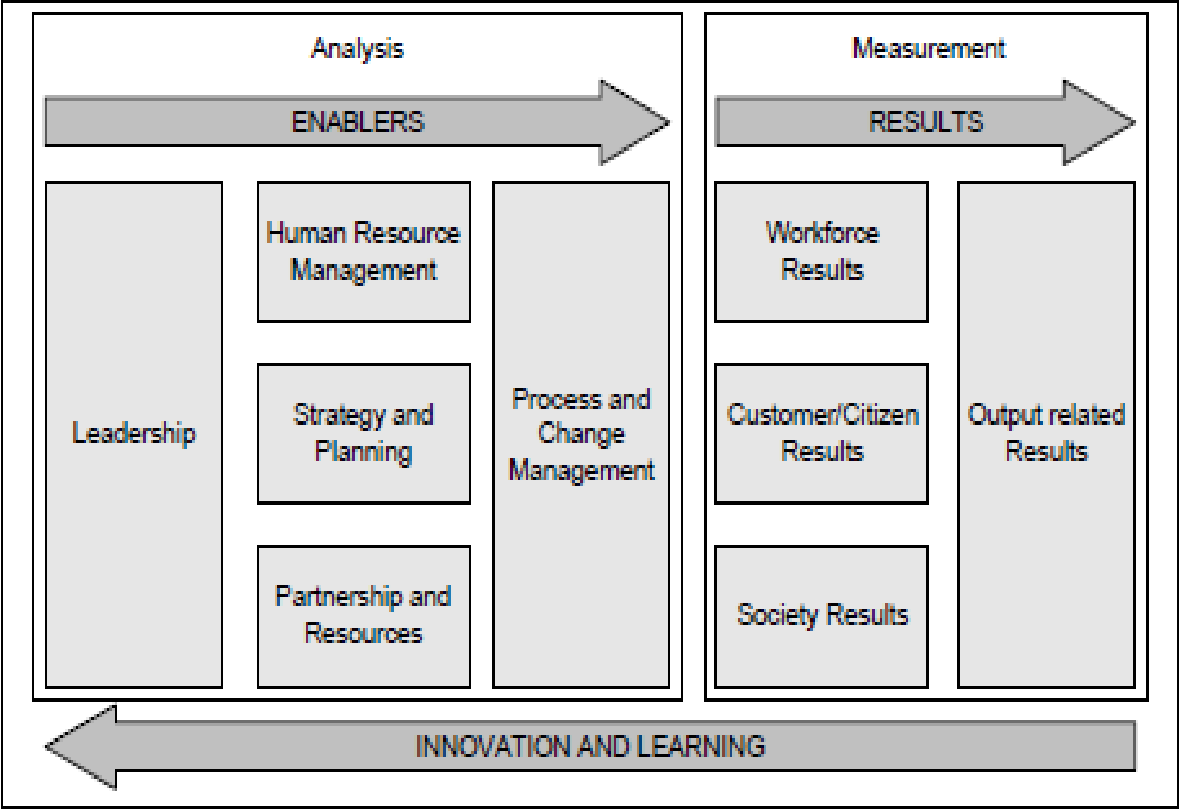 Analysis
ENABLERS
Leadership
Human Resource
Management
Strategy and
Planning
Partnership and
Resources
Process and
Change
Management
Measurement
RESULTS
Workforce
Results
Customer/Citizen
Results
Society Results
Output related
Results
INNOVATION AND LEARNING